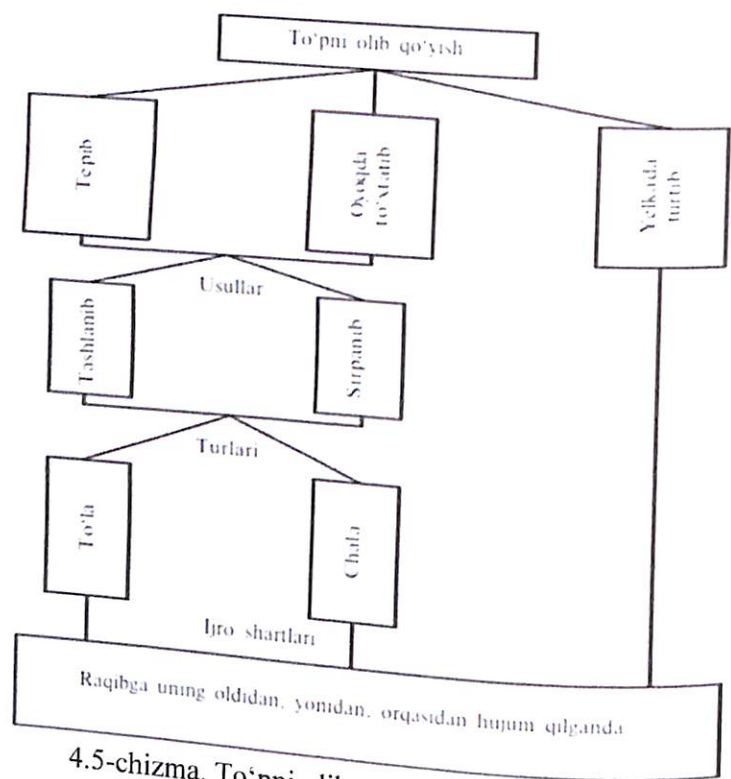 To‘pni olib qo‘yish
Tepib
Oyoqda
to‘xtatib
Yelkada
turtib
Usullar
Tashlanib
Sirpanib
Turlari
To‘la
Chala
Ijro shartlari
Raqibga uning oldidan, yonidan, orqasidan hujum qilganda
4.5-chizma. To‘pni